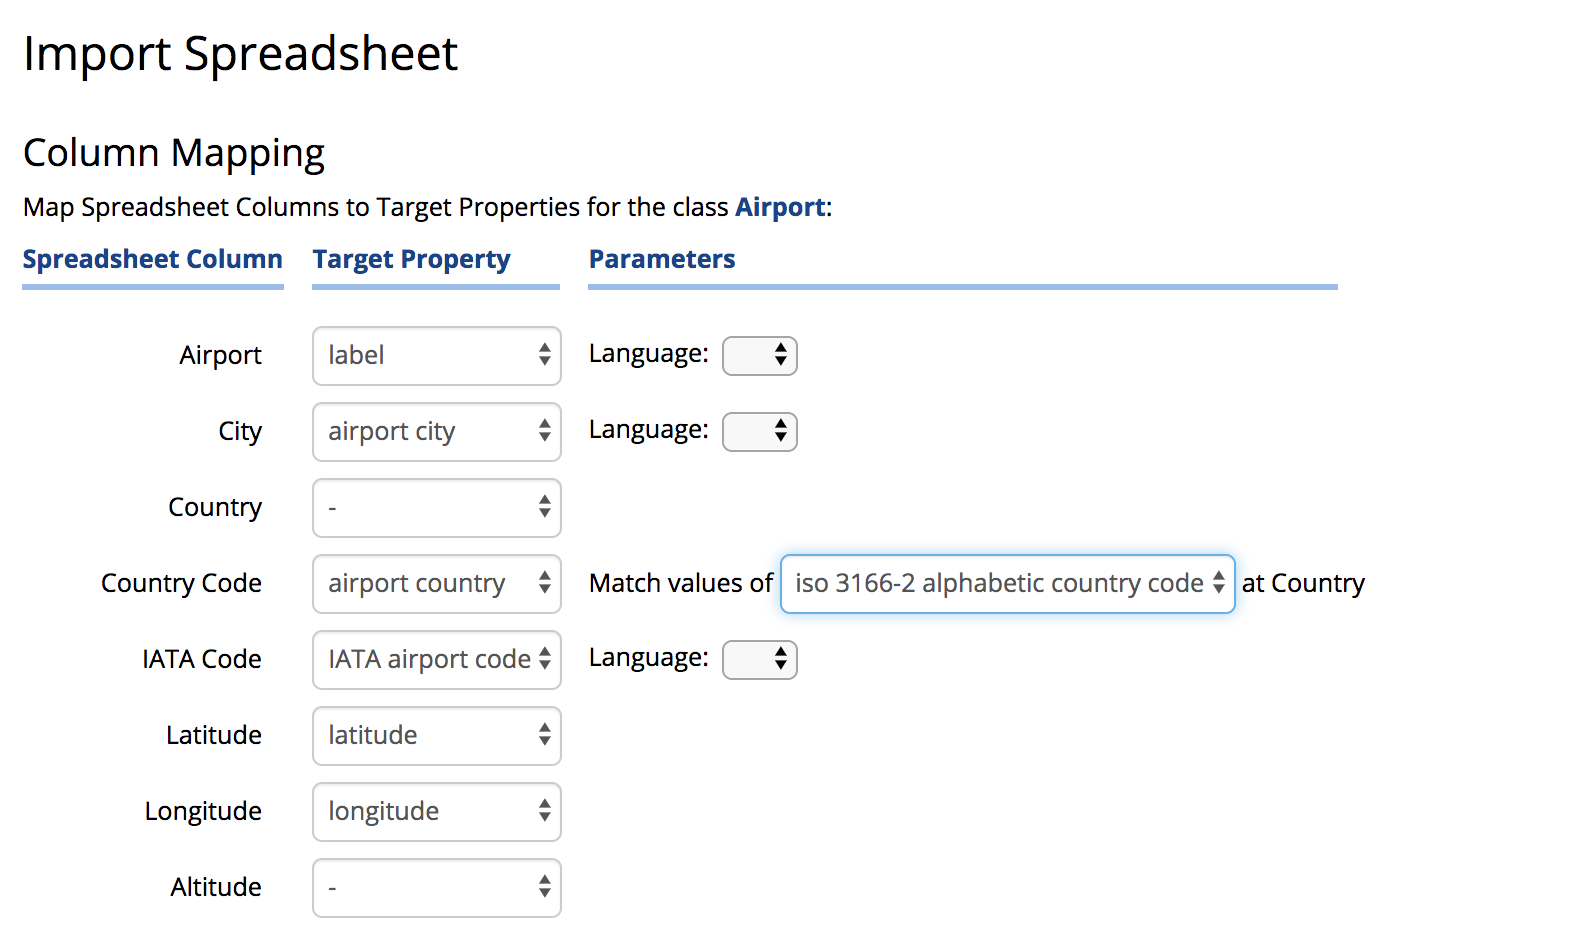 Import Spreadsheet
Column Mapping
Map Spreadsheet Columns to Target Properties for the class Airport:
Spreadsheet Column Target Property Parameters
Airport label Language:
City airport city Language:
Country -
Country Code airport country Match values of iso 3166-2 alphabetic country code at Country
IATA Code IATA airport code Language:
Latitude latitude
Longitude longitude
Altitude -